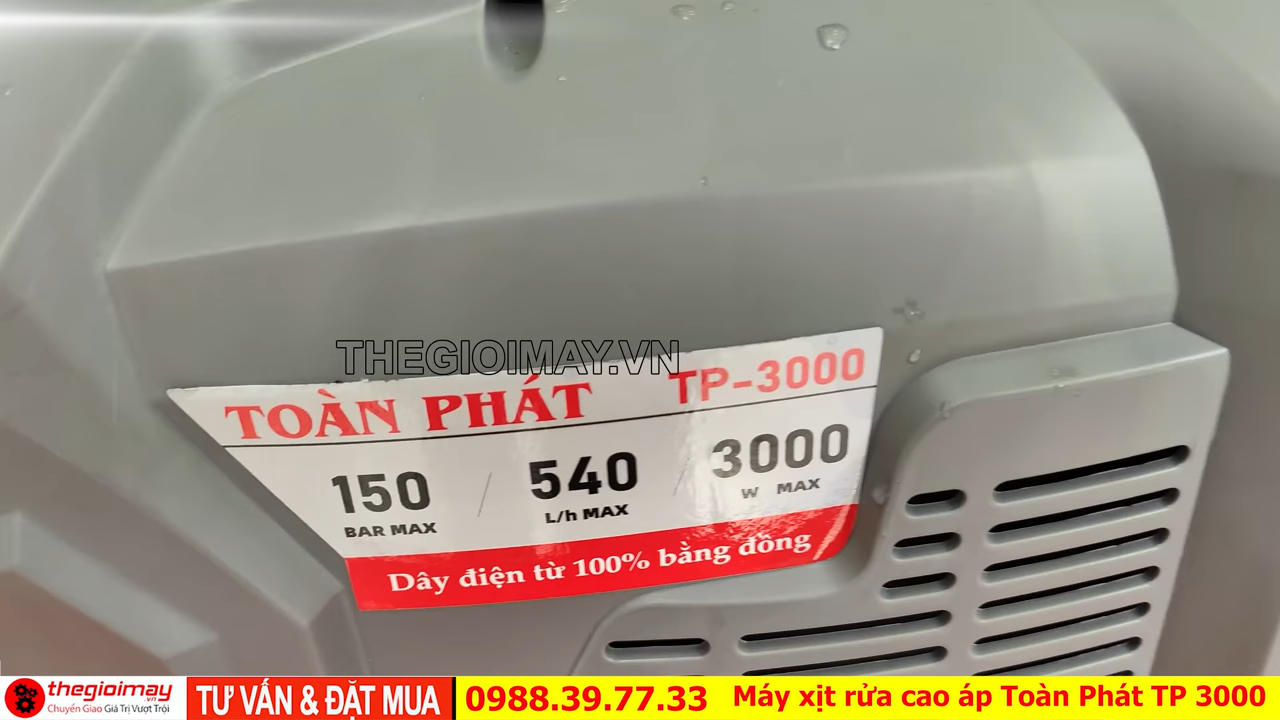 THEGIOIMAY.VN
TOÀN PHÁT TP-3000
150 / 540 / 3000
BAR MAX L/h MAX W MAX
Dây điện từ 100% bằng đồng
thegioimay.vn
Chuyển Giao Giá Trị Vượt Trội
TƯ VẤN & ĐẶT MUA
0988.39.77.33
Máy xịt rửa cao áp Toàn Phát TP 3000